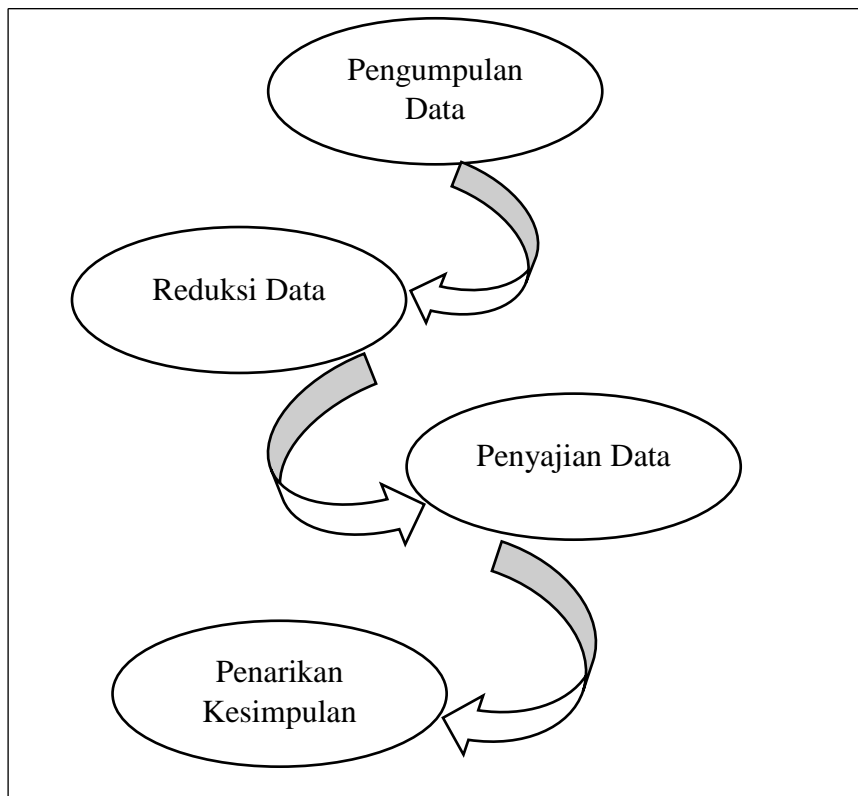 Pengumpulan
Data
Reduksi Data
Penyajian Data
Penarikan
Kesimpulan